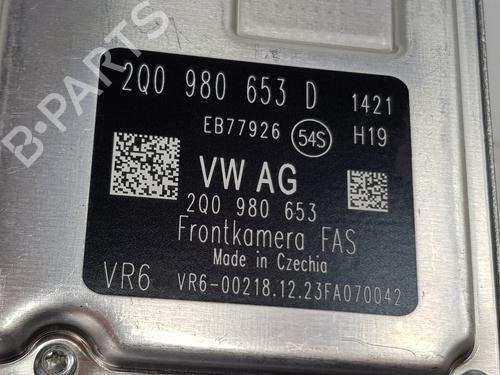 B-PARTS
2Q0 980 653 D 1421
EB77926 54S H19
VW AG
2Q0 980 653
Frontkamera FAS
Made in Czechia
VR6 VR6-00218.12.23FA070042